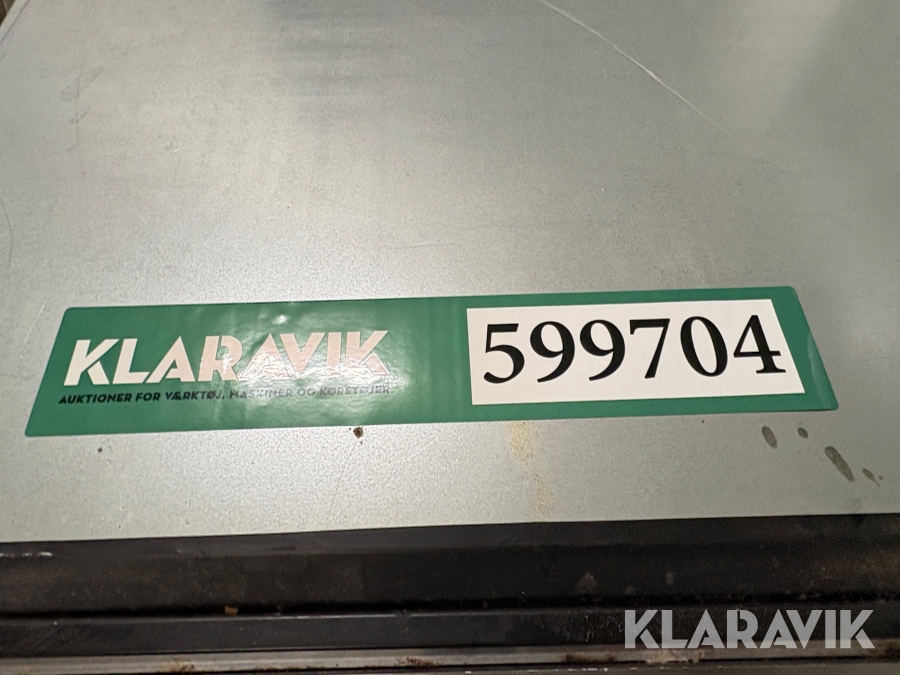 KLARAVIK
AUKTIONER FOR VÆRKTØJ, MASKINER OG KØRETØJER
599704
KLARAVIK